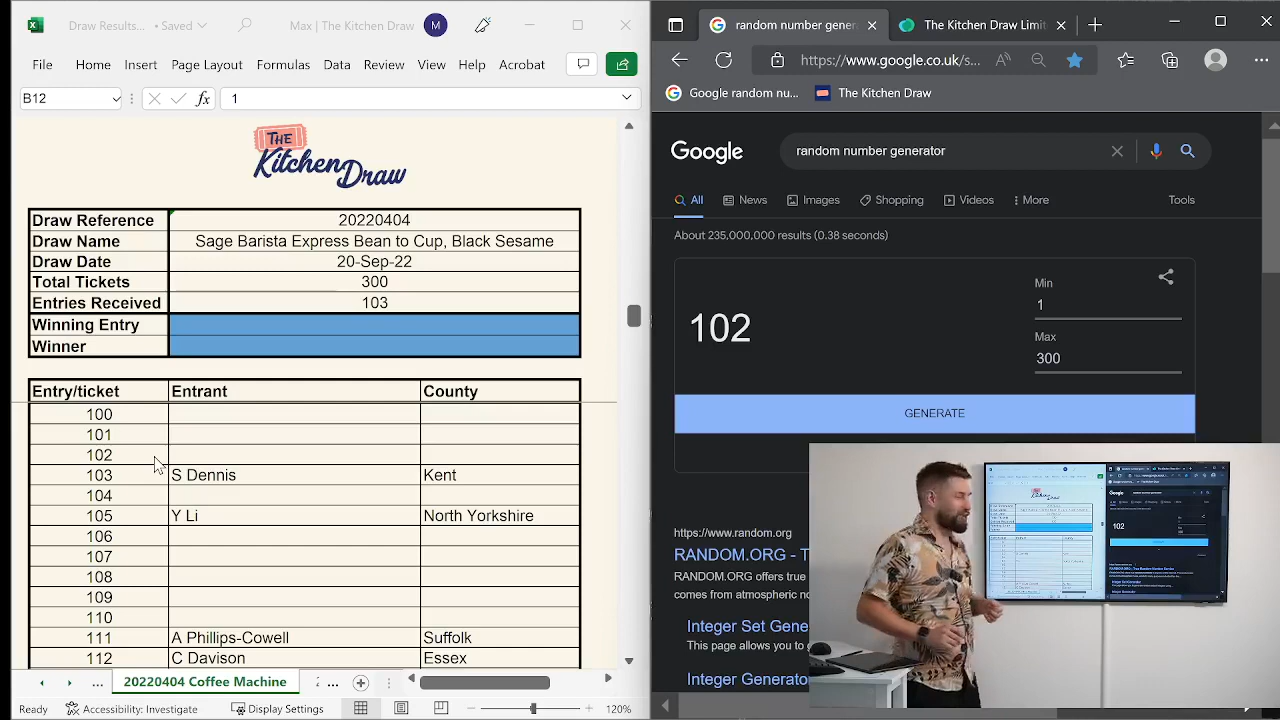 Draw Results... • Saved
Max | The Kitchen Draw
M
File Home Insert Page Layout Formulas Data Review View Help Acrobat
B12
fx
1
THE
Kitchen Draw
Draw Reference 20220404
Draw Name Sage Barista Express Bean to Cup, Black Sesame
Draw Date 20-Sep-22
Total Tickets 300
Entries Received 103
Winning Entry
Winner
Entry/ticket Entrant County
100
101
102
103 S Dennis Kent
104
105 Y Li North Yorkshire
106
107
108
109
110
111 A Phillips-Cowell Suffolk
112 C Davison Essex
... 20220404 Coffee Machine ...
Ready Accessibility: Investigate Display Settings 120%
random number genera
The Kitchen Draw Limit
https://www.google.co.uk/s...
Google random nu...
The Kitchen Draw
Google
random number generator
All News Images Shopping Videos More Tools
About 235,000,000 results (0.38 seconds)
102
Min
1
Max
300
GENERATE
https://www.random.org
RANDOM.ORG - T
RANDOM.ORG offers true
comes from atmospheric no
Integer Set Gene
This page allows you to g
Integer Generato
102